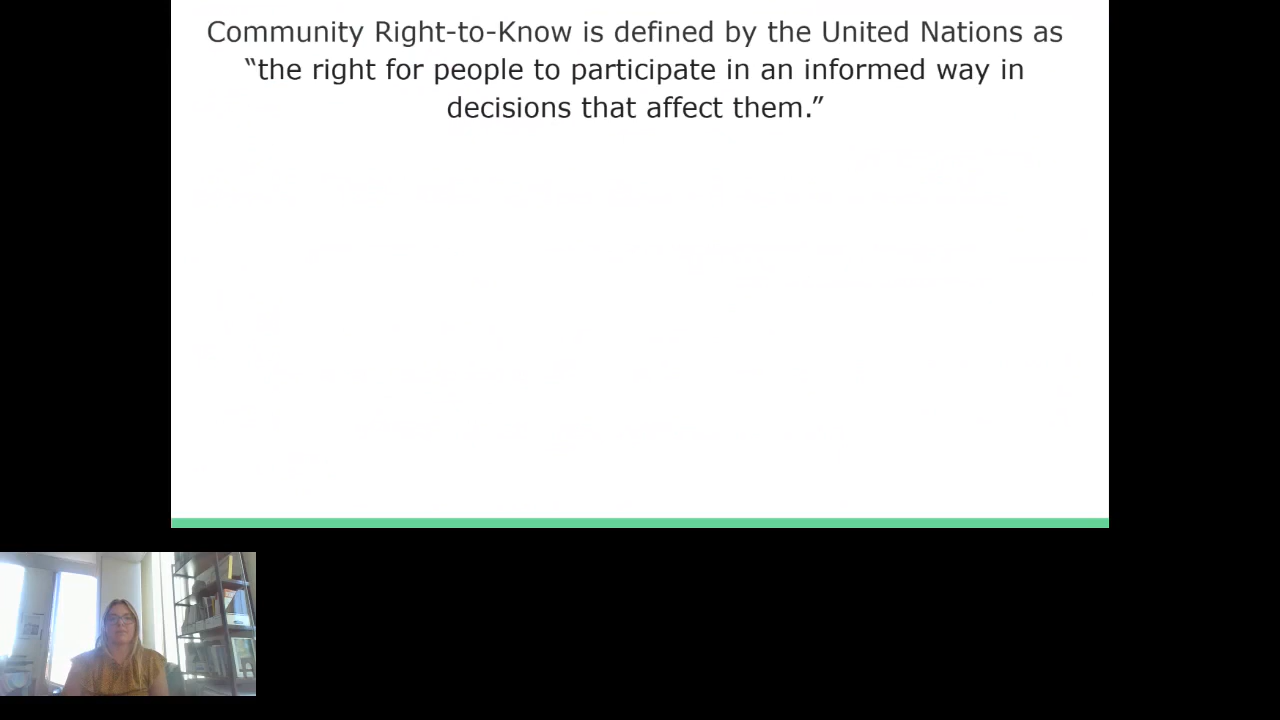 Community Right-to-Know is defined by the United Nations as
“the right for people to participate in an informed way in
decisions that affect them.”